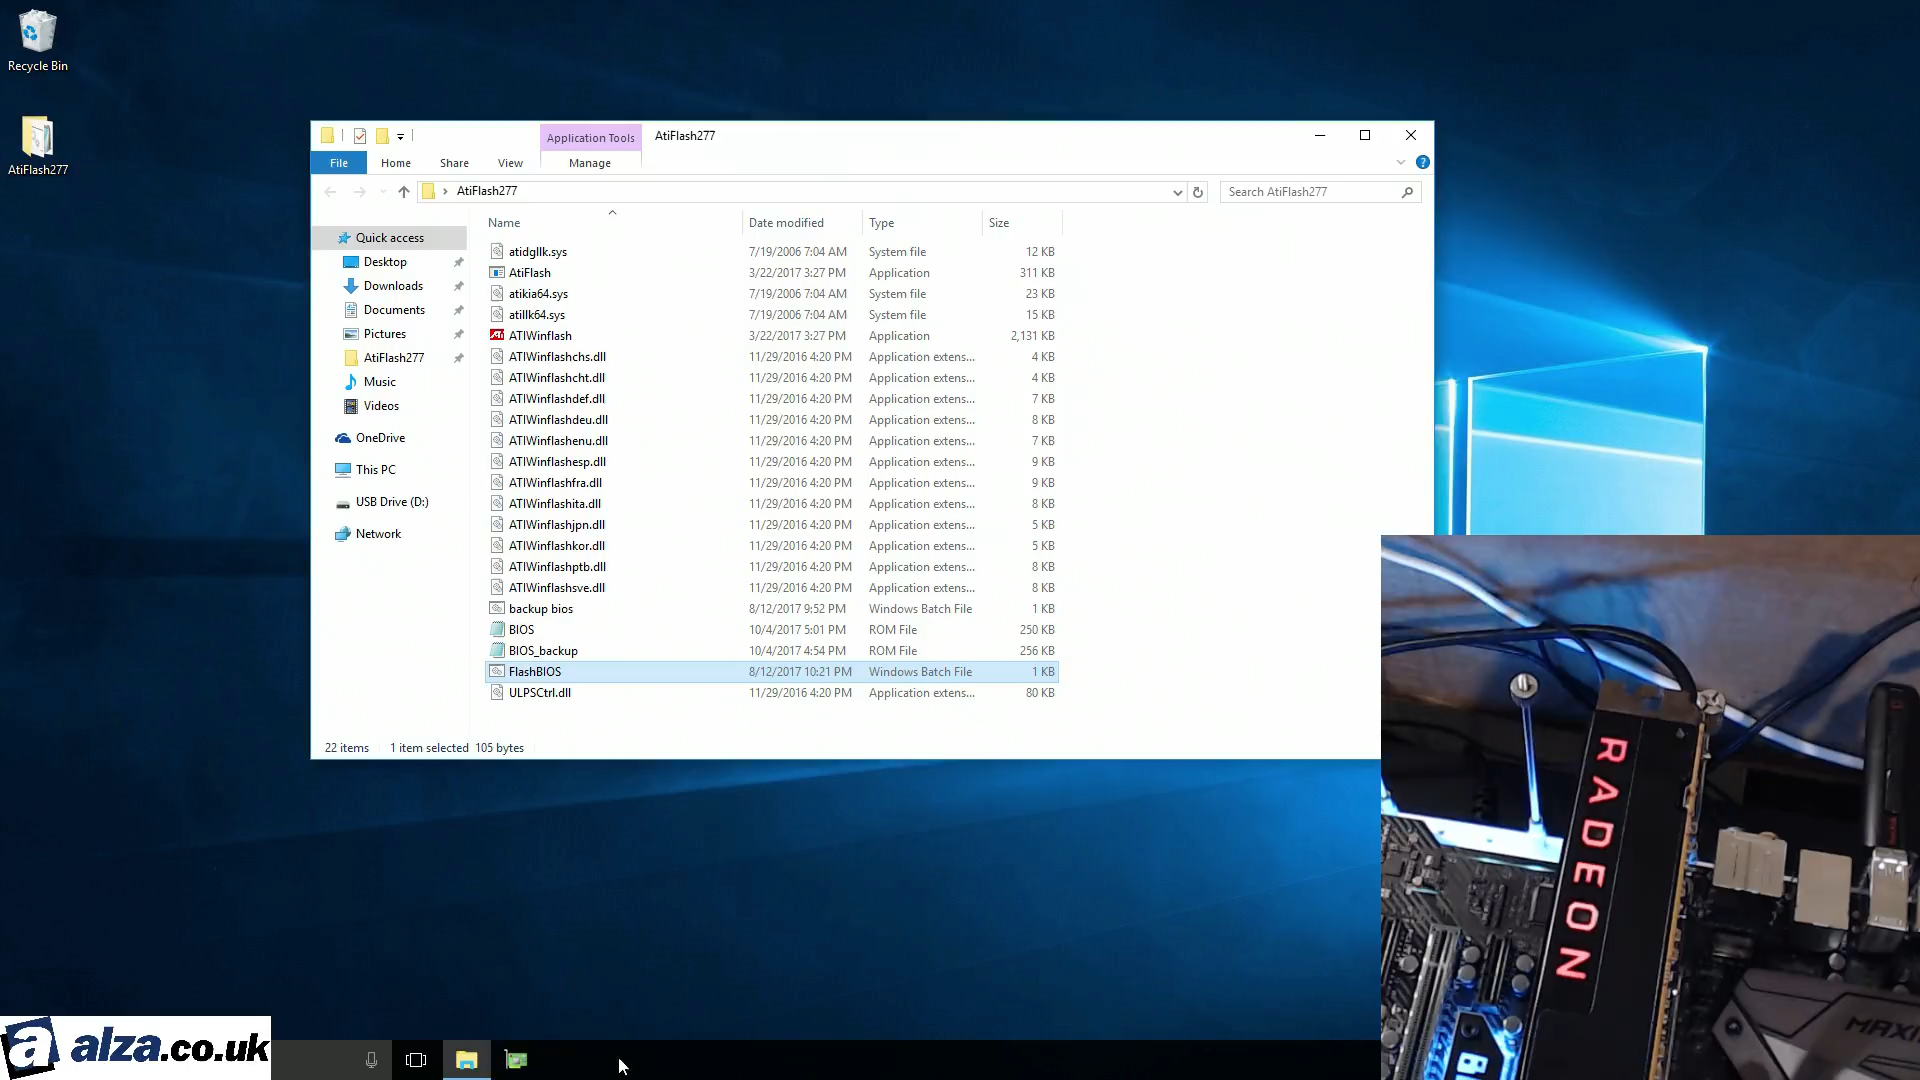 Recycle Bin
AtiFlash277
Application Tools
AtiFlash277
File
Home
Share
View
Manage
AtiFlash277
Search AtiFlash277
Quick access
Desktop
Downloads
Documents
Pictures
AtiFlash277
Music
Videos
OneDrive
This PC
USB Drive (D:)
Network
Name Date modified Type Size
atidgllk.sys 7/19/2006 7:04 AM System file 12 KB
AtiFlash 3/22/2017 3:27 PM Application 311 KB
atikia64.sys 7/19/2006 7:04 AM System file 23 KB
atillk64.sys 7/19/2006 7:04 AM System file 15 KB
ATIWinflash 3/22/2017 3:27 PM Application 2,131 KB
ATIWinflashchs.dll 11/29/2016 4:20 PM Application extens... 4 KB
ATIWinflashcht.dll 11/29/2016 4:20 PM Application extens... 4 KB
ATIWinflashdef.dll 11/29/2016 4:20 PM Application extens... 7 KB
ATIWinflashdeu.dll 11/29/2016 4:20 PM Application extens... 8 KB
ATIWinflashenu.dll 11/29/2016 4:20 PM Application extens... 7 KB
ATIWinflashesp.dll 11/29/2016 4:20 PM Application extens... 9 KB
ATIWinflashfra.dll 11/29/2016 4:20 PM Application extens... 9 KB
ATIWinflashita.dll 11/29/2016 4:20 PM Application extens... 8 KB
ATIWinflashjpn.dll 11/29/2016 4:20 PM Application extens... 5 KB
ATIWinflashkor.dll 11/29/2016 4:20 PM Application extens... 5 KB
ATIWinflashptb.dll 11/29/2016 4:20 PM Application extens... 8 KB
ATIWinflashsve.dll 11/29/2016 4:20 PM Application extens... 8 KB
backup bios 8/12/2017 9:52 PM Windows Batch File 1 KB
BIOS 10/4/2017 5:01 PM ROM File 250 KB
BIOS_backup 10/4/2017 4:54 PM ROM File 256 KB
FlashBIOS 8/12/2017 10:21 PM Windows Batch File 1 KB
ULPSCtrl.dll 11/29/2016 4:20 PM Application extens... 80 KB
22 items 1 item selected 105 bytes
RADEON
MAXI
a alza.co.uk